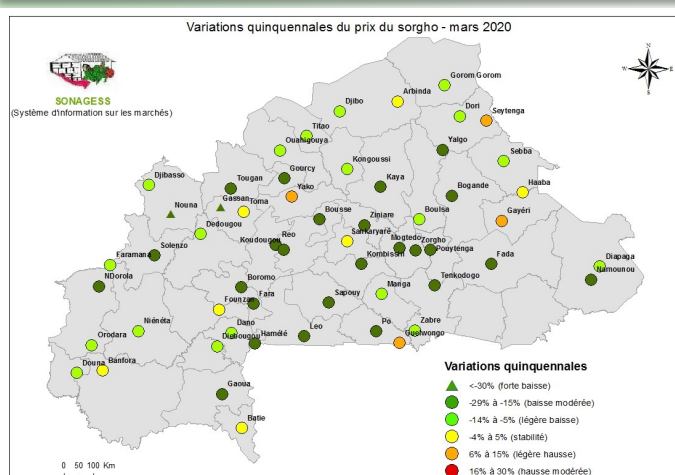 Variations quinquennales du prix du sorgho - mars 2020
N
W
E
S
SONAGESS
(Système d'information sur les marchés)
Gorom Gorom
Arbinda
Djibo
Dori
Seytenga
Titao
Ouahigouya
Yalgo
Kongoussi
Sebba
Gourcy
Kaya
Djibasso
Tougan
Haaba
Yako
Bogande
Gassan
Toma
Nouna
Bousse
Ziniare
Boulsa
Gayéri
Dedougou
Koudougou
Reo
Sankaryaré
Mogtedo
Zorgho
Pouytenga
Solenzo
Faramana
Kombissiri
Fada
Diapaga
Namounou
NDorola
Boromo
Tenkodogo
Fara
Sapouy
Manga
Founzan
Niénéta
Dano
Leo
Pô
Zabre
Orodara
Diebougou
Hamélé
Guelwongo
Douna
Banfora
Gaoua
Batie
Variations quinquennales
<-30% (forte baisse)
-29% à -15% (baisse modérée)
-14% à -5% (légère baisse)
-4% à 5% (stabilité)
6% à 15% (légère hausse)
16% à 30% (hausse modérée)
0 50 100 Km